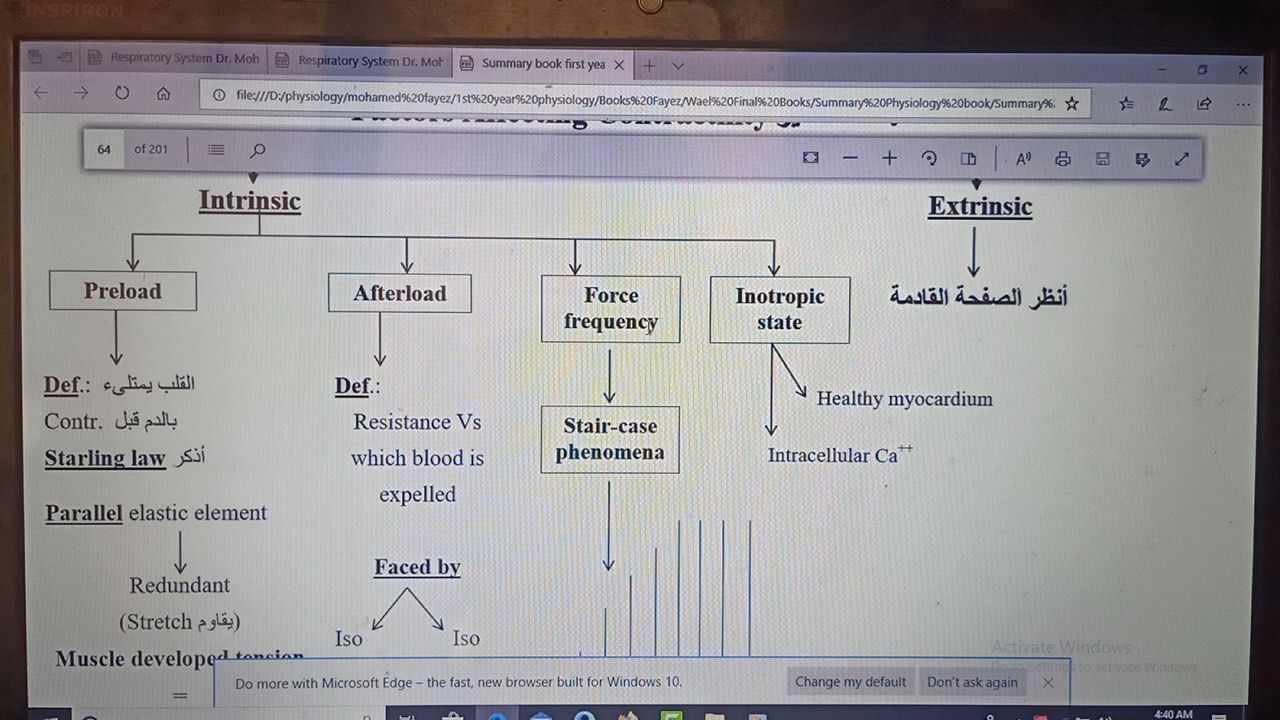 INSPIRON
Respiratory System Dr. Moh
Respiratory System Dr. Moh
Summary book first yea
file:///D:/physiology/mohamed%20fayez/1st%20year%20physiology/Books%20Fayez/Wael%20Final%20Books/Summary%20Physiology%20book/Summary%
64 of 201
Intrinsic
Extrinsic
Preload
Afterload
Force
frequency
Inotropic
state
أنظر الصفحة القادمة
Def.: القلب يمتلىء
Contr. بالدم قبل
Starling law أذكر
Parallel elastic element
Redundant
(Stretch يقاوم)
Muscle developed tension
=
Def.:
Resistance Vs
which blood is
expelled
Faced by
Iso Iso
Stair-case
phenomena
Healthy myocardium
Intracellular Ca++
Activate Windows
to activate Windows
Do more with Microsoft Edge – the fast, new browser built for Windows 10.
Change my default
Don't ask again
4:40 AM